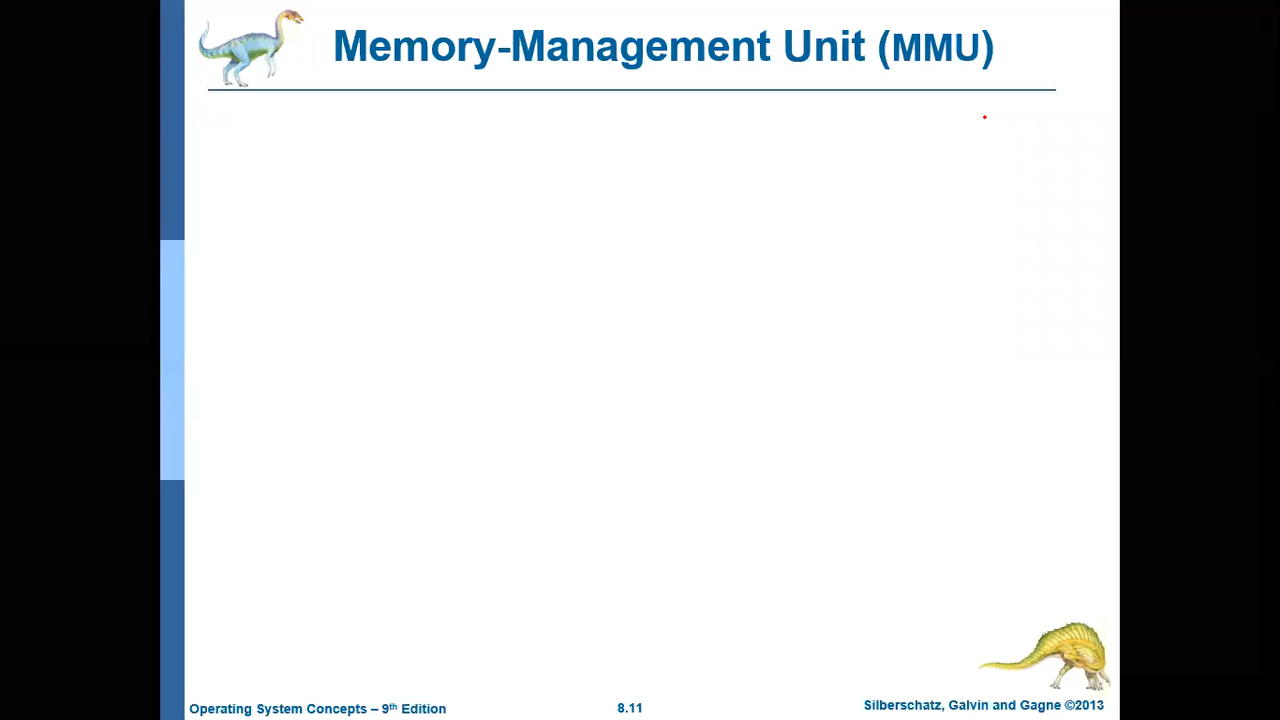 Memory-Management Unit (MMU)
Operating System Concepts – 9th Edition
8.11
Silberschatz, Galvin and Gagne ©2013